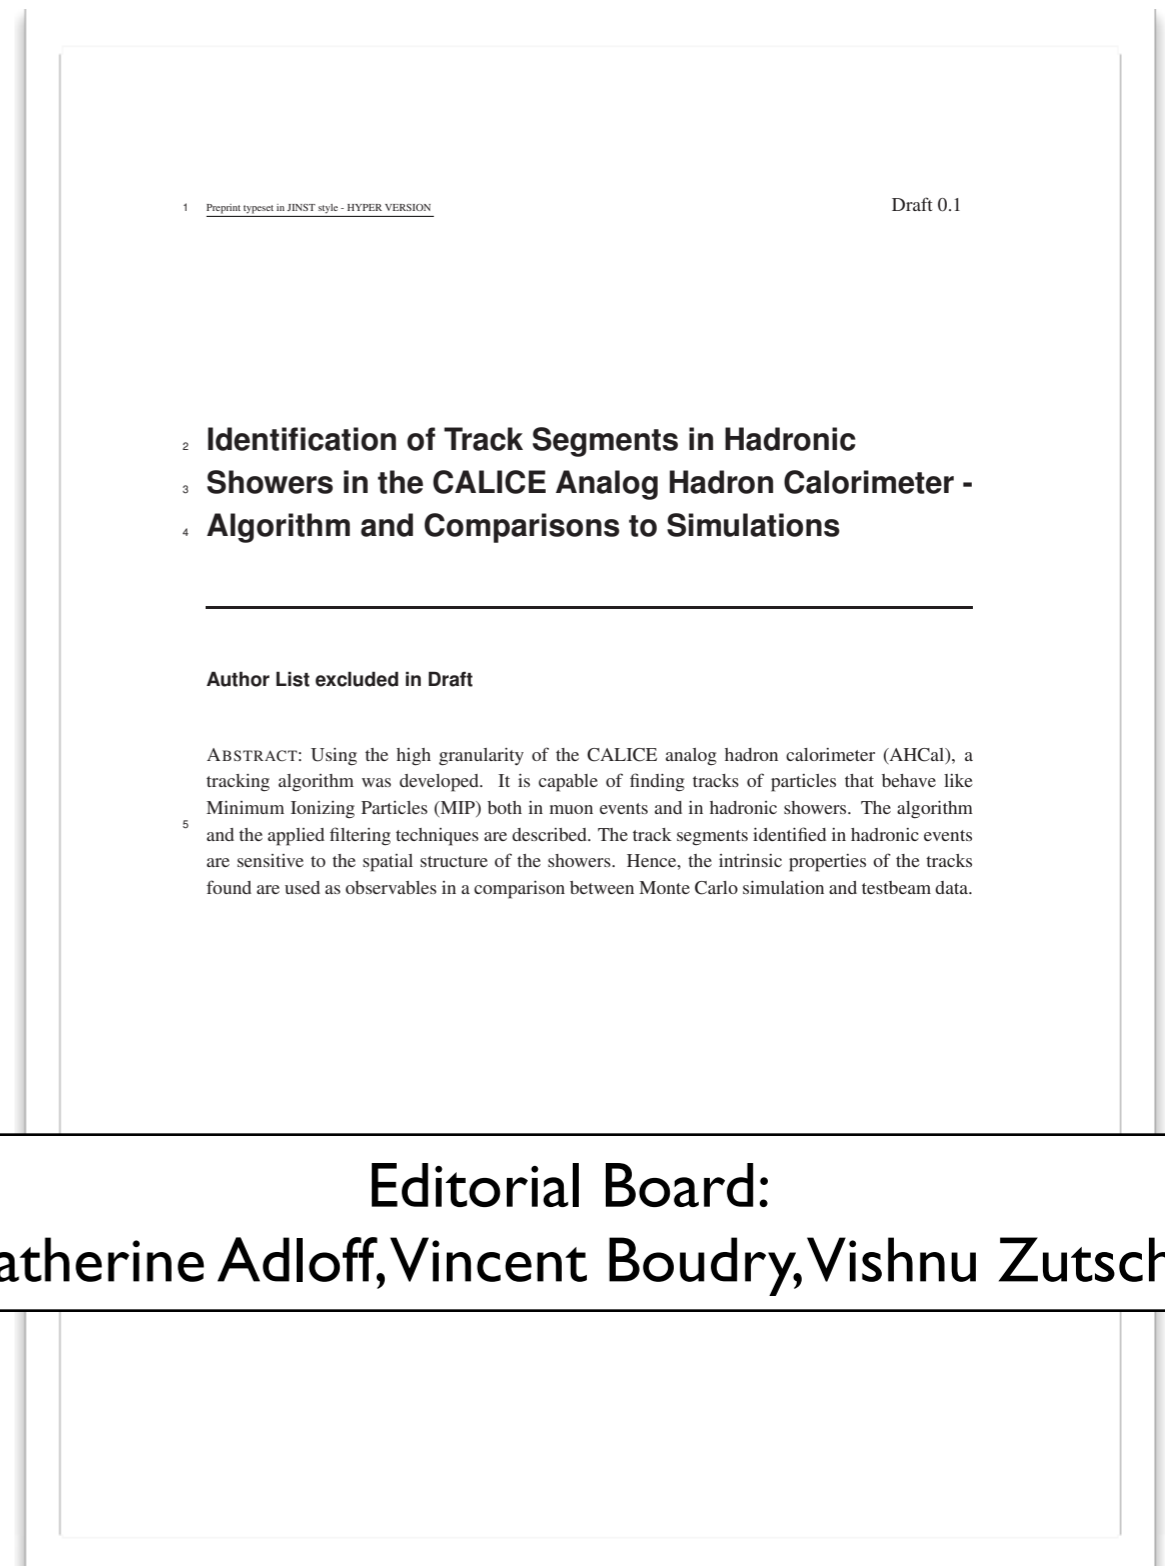 1 Preprint typeset in JINST style - HYPER VERSION Draft 0.1
2 Identification of Track Segments in Hadronic
3 Showers in the CALICE Analog Hadron Calorimeter -
4 Algorithm and Comparisons to Simulations
Author List excluded in Draft
ABSTRACT: Using the high granularity of the CALICE analog hadron calorimeter (AHCal), a
tracking algorithm was developed. It is capable of finding tracks of particles that behave like
Minimum Ionizing Particles (MIP) both in muon events and in hadronic showers. The algorithm
5 and the applied filtering techniques are described. The track segments identified in hadronic events
are sensitive to the spatial structure of the showers. Hence, the intrinsic properties of the tracks
found are used as observables in a comparison between Monte Carlo simulation and testbeam data.
Editorial Board:
atherine Adloff, Vincent Boudry, Vishnu Zutsch